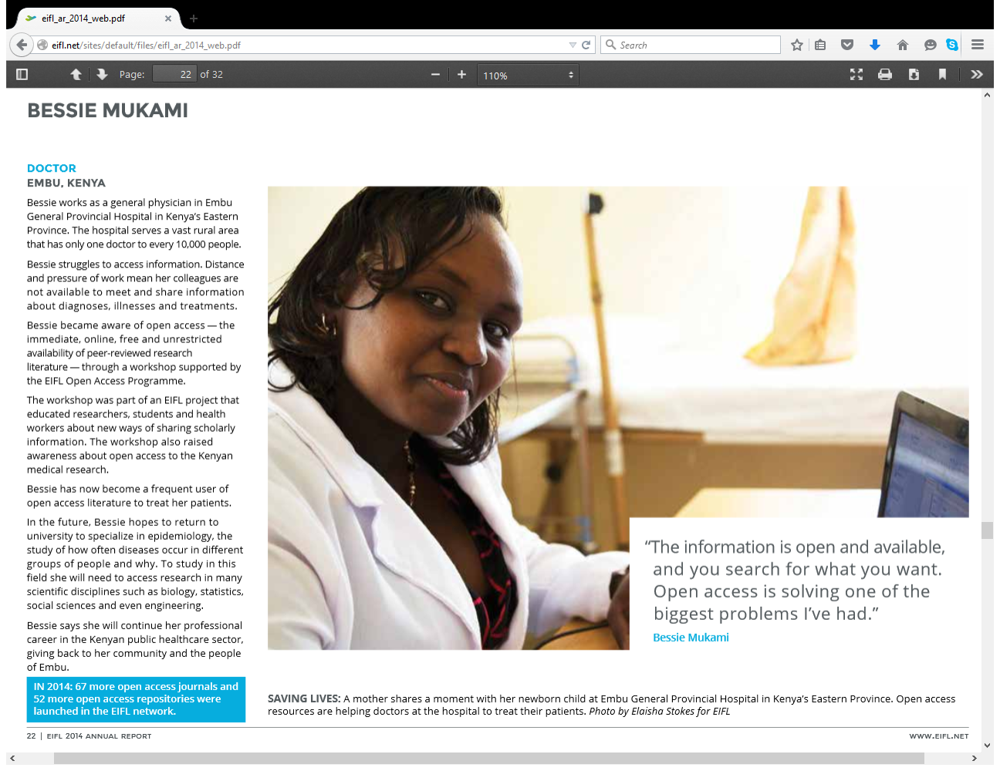 eifl_ar_2014_web.pdf
eifl.net/sites/default/files/eifl_ar_2014_web.pdf
Search
Page: 22 of 32
110%
BESSIE MUKAMI
DOCTOR
EMBU, KENYA
Bessie works as a general physician in Embu
General Provincial Hospital in Kenya’s Eastern
Province. The hospital serves a vast rural area
that has only one doctor to every 10,000 people.
Bessie struggles to access information. Distance
and pressure of work mean her colleagues are
not available to meet and share information
about diagnoses, illnesses and treatments.
Bessie became aware of open access — the
immediate, online, free and unrestricted
availability of peer-reviewed research
literature — through a workshop supported by
the EIFL Open Access Programme.
The workshop was part of an EIFL project that
educated researchers, students and health
workers about new ways of sharing scholarly
information. The workshop also raised
awareness about open access to the Kenyan
medical research.
Bessie has now become a frequent user of
open access literature to treat her patients.
In the future, Bessie hopes to return to
university to specialize in epidemiology, the
study of how often diseases occur in different
groups of people and why. To study in this
field she will need to access research in many
scientific disciplines such as biology, statistics,
social sciences and even engineering.
Bessie says she will continue her professional
career in the Kenyan public healthcare sector,
giving back to her community and the people
of Embu.
IN 2014: 67 more open access journals and
52 more open access repositories were
launched in the EIFL network.
“The information is open and available,
and you search for what you want.
Open access is solving one of the
biggest problems I’ve had.”
Bessie Mukami
SAVING LIVES: A mother shares a moment with her newborn child at Embu General Provincial Hospital in Kenya’s Eastern Province. Open access
resources are helping doctors at the hospital to treat their patients. Photo by Elaisha Stokes for EIFL
22 | EIFL 2014 ANNUAL REPORT
WWW.EIFL.NET